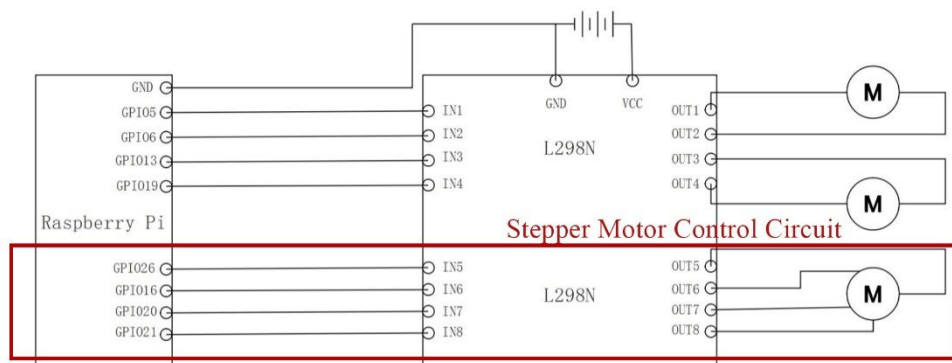 GND
GPIO5
GPIO6
GPIO13
GPIO19
Raspberry Pi
GPIO26
GPIO16
GPIO20
GPIO21
GND
VCC
IN1
IN2
IN3
IN4
L298N
OUT1
OUT2
OUT3
OUT4
M
M
Stepper Motor Control Circuit
IN5
IN6
IN7
IN8
L298N
OUT5
OUT6
OUT7
OUT8
M